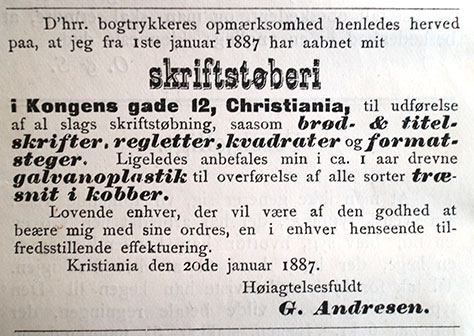 D'hrr. bogtrykkeres opmærksomhed henledes herved
paa, at jeg fra 1ste januar 1887 har aabnet mit
skriftstøberi
i Kongens gade 12, Christiania, til udførelse
af al slags skriftstøbning, saasom brød- & titel-
skrifter, regletter, kvadrater og format-
steger. Ligeledes anbefales min i ca. 1 aar drevne
galvanoplastik til overførelse af alle sorter træ-
snit i kobber.
Lovende enhver, der vil være af den godhed at
beære mig med sine ordres, en i enhver henseende til-
fredsstillende effektuering.
Kristiania den 20de januar 1887.
Høiagtelsesfuldt
G. Andresen.